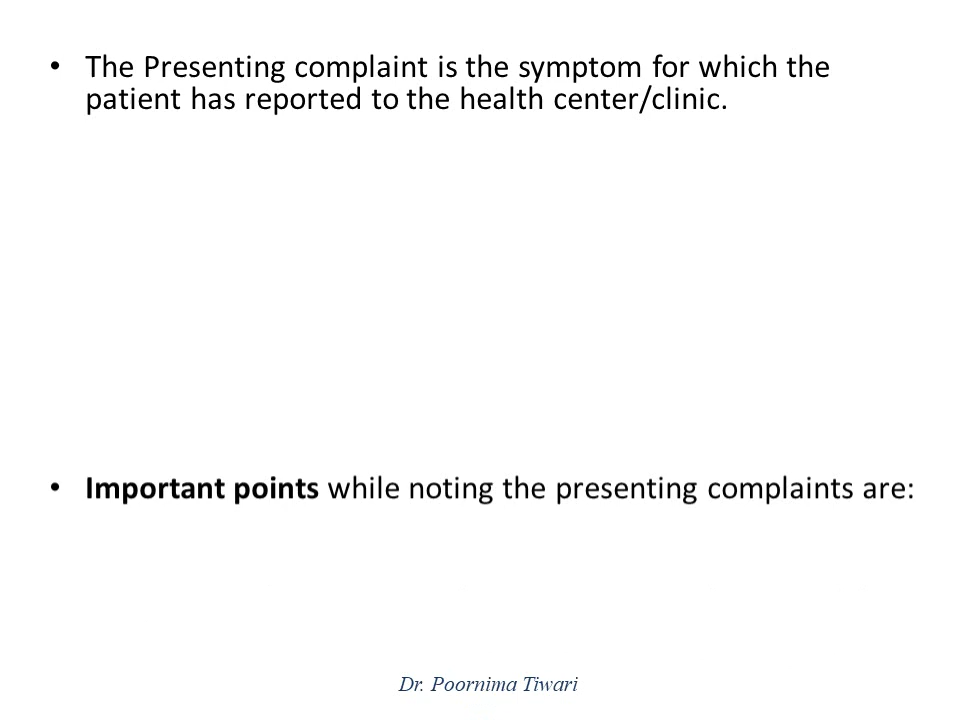 • The Presenting complaint is the symptom for which the
patient has reported to the health center/clinic.
• Important points while noting the presenting complaints are:
Dr. Poornima Tiwari